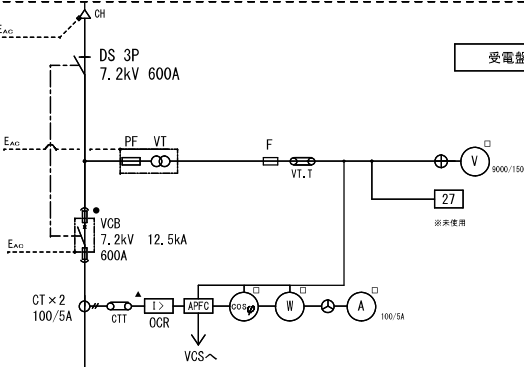 CH
EAC
DS 3P
7.2kV 600A
受電盤
EAC
PF VT
F
VT.T
V
9000/150
27
※未使用
VCB
7.2kV 12.5kA
600A
EAC
CT×2
100/5A
CTT
I>
OCR
APFC
cosφ
W
A
100/5A
VCSへ